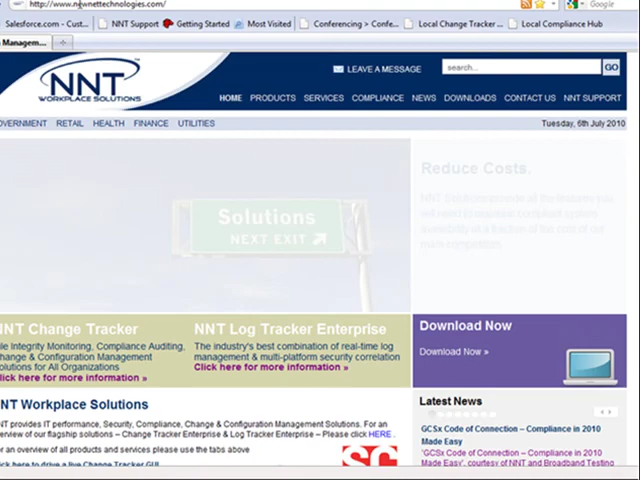 http://www.newnettechnologies.com/
Google
Salesforce.com - Cust... NNT Support Getting Started Most Visited Conferencing > Confe... Local Change Tracker ... Local Compliance Hub
Managem...
NNT
WORKPLACE SOLUTIONS
LEAVE A MESSAGE
search...
GO
HOME PRODUCTS SERVICES COMPLIANCE NEWS DOWNLOADS CONTACT US NNT SUPPORT
OVERNMENT RETAIL HEALTH FINANCE UTILITIES
Tuesday, 6th July 2010
Solutions
NEXT EXIT
Reduce Costs.
NNT Change Tracker
ile Integrity Monitoring, Compliance Auditing,
hange & Configuration Management
olutions for All Organizations
lick here for more information »
NNT Log Tracker Enterprise
The industry's best combination of real-time log
management & multi-platform security correlation
Click here for more information »
Download Now
Download Now »
NT Workplace Solutions
NT provides IT performance, Security, Compliance, Change & Configuration Management Solutions. For an
erview of our flagship solutions – Change Tracker Enterprise & Log Tracker Enterprise – Please click HERE .
or an overview of all products and services please use the tabs above
ick here to drive a live Change Tracker GUI
SC
Latest News
GCSx Code of Connection – Compliance in 2010
Made Easy
'GCSx Code of Connection – Compliance in 2010
Made Easy', courtesy of NNT and Broadband Testing